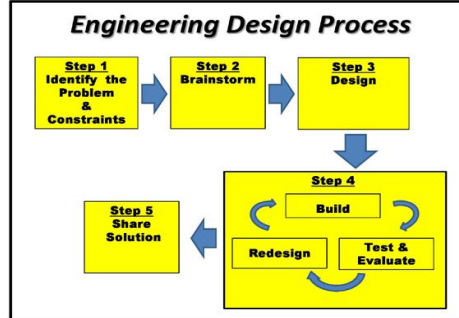 Engineering Design Process
Step 1
Identify the
Problem
&
Constraints
Step 2
Brainstorm
Step 3
Design
Step 4
Build
Test &
Evaluate
Redesign
Step 5
Share
Solution